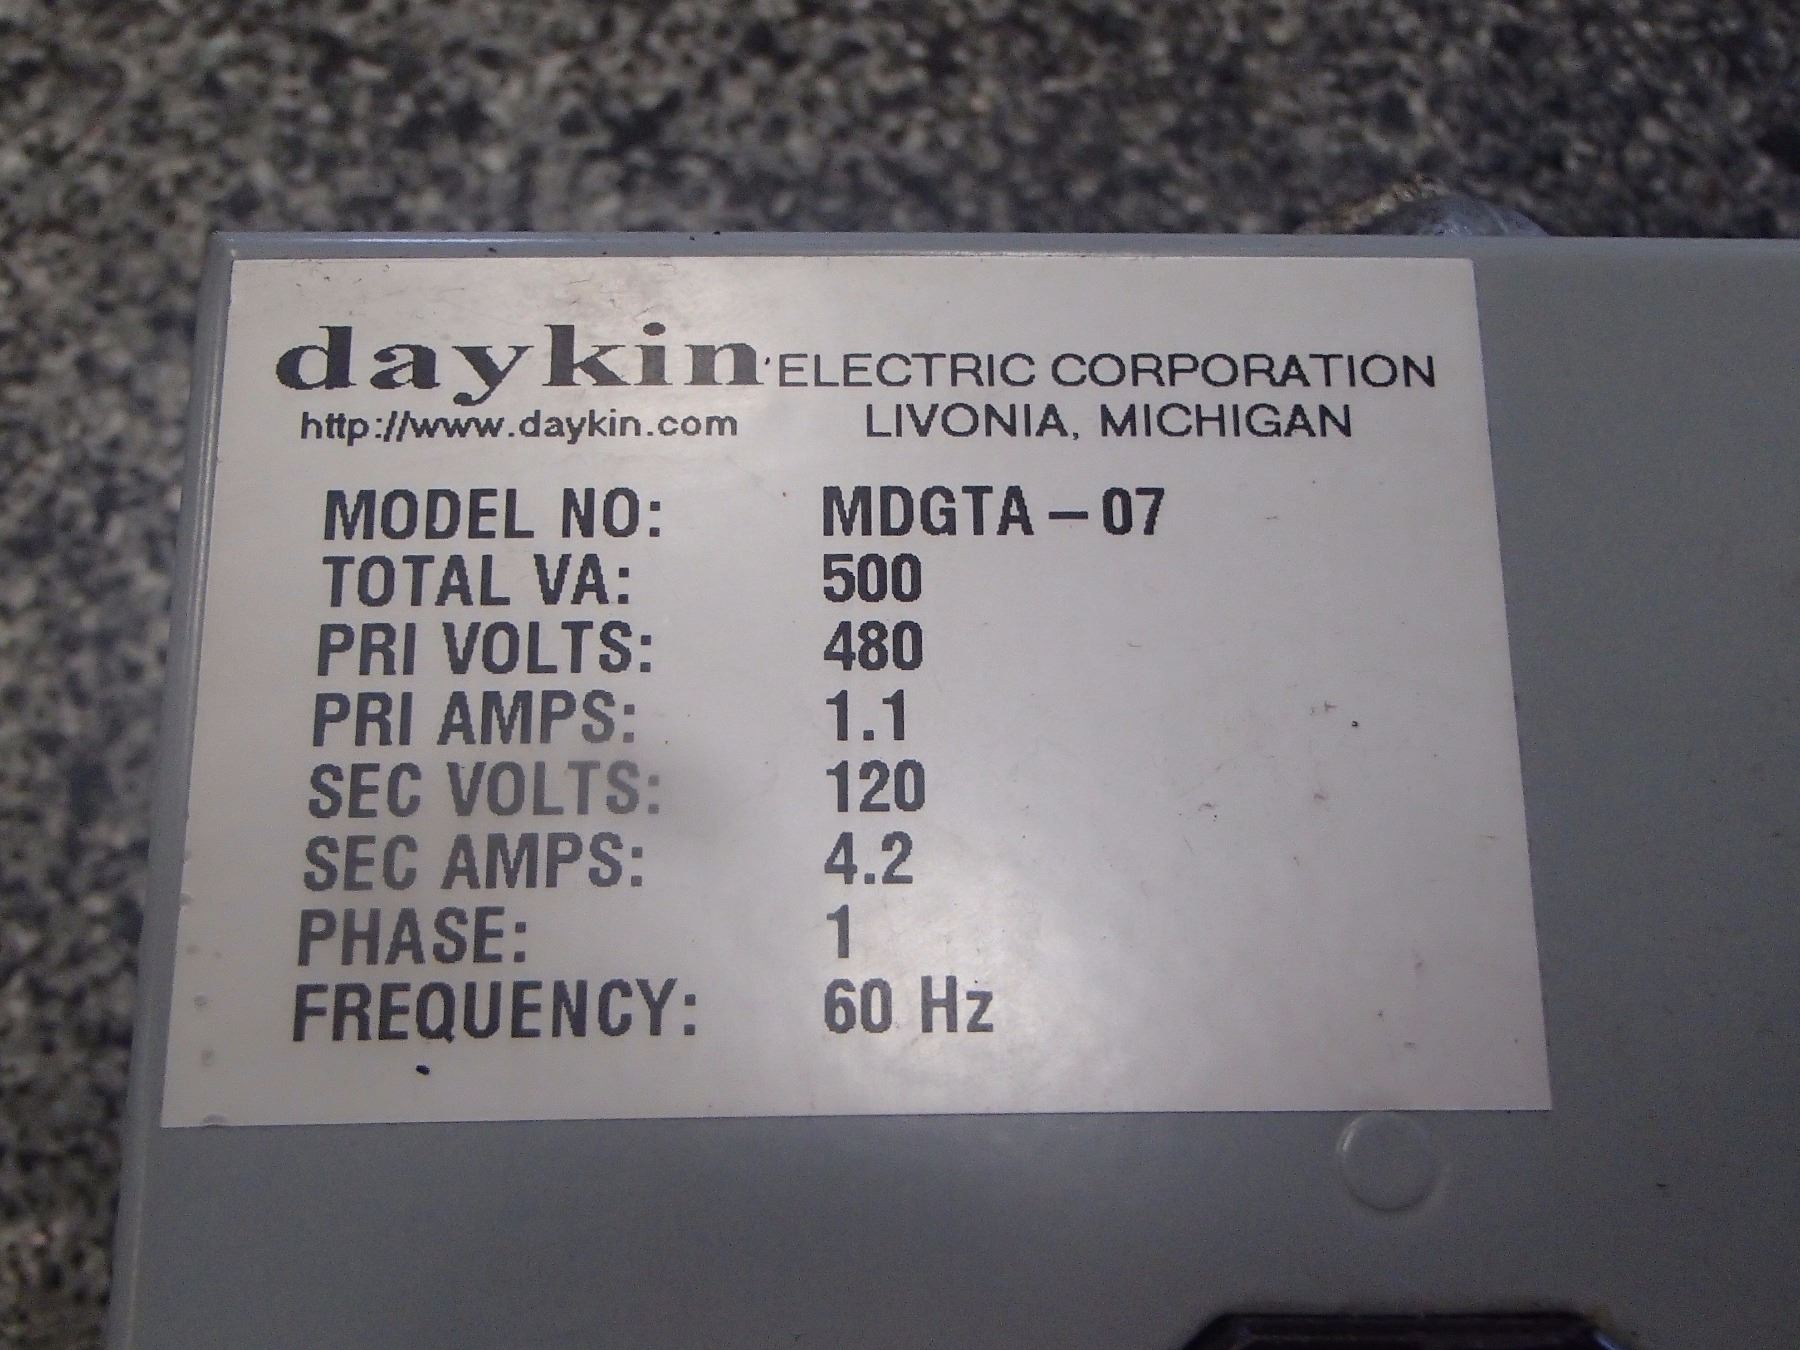 daykin ELECTRIC CORPORATION
http://www.daykin.com LIVONIA, MICHIGAN
MODEL NO: MDGTA-07
TOTAL VA: 500
PRI VOLTS: 480
PRI AMPS: 1.1
SEC VOLTS: 120
SEC AMPS: 4.2
PHASE: 1
FREQUENCY: 60 Hz